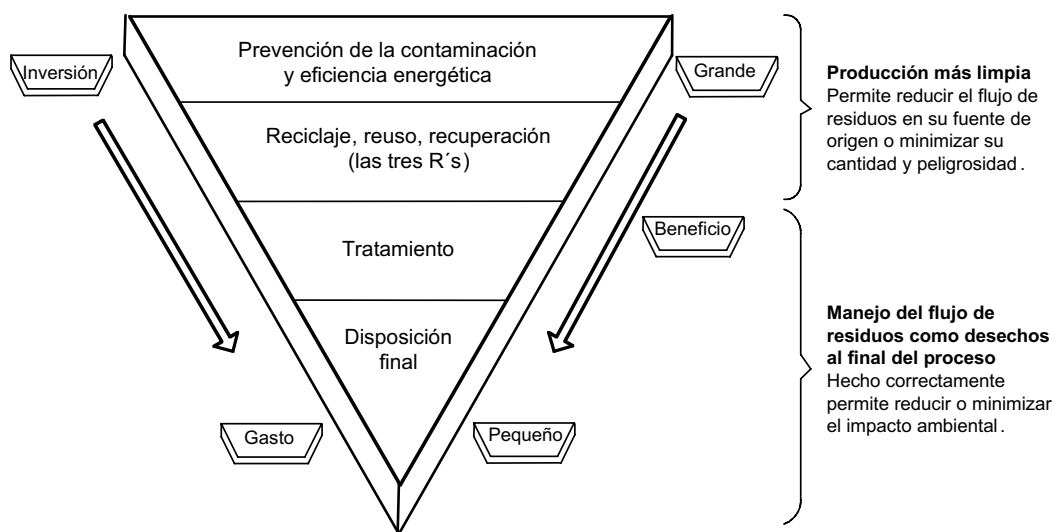 Prevención de la contaminación
y eficiencia energética
Inversión
Grande
Producción más limpia
Permite reducir el flujo de
residuos en su fuente de
origen o minimizar su
cantidad y peligrosidad .
Reciclaje, reuso, recuperación
(las tres R´s)
Beneficio
Tratamiento
Manejo del flujo de
residuos como desechos
al final del proceso
Hecho correctamente
permite reducir o minimizar
el impacto ambiental .
Disposición
final
Gasto
Pequeño